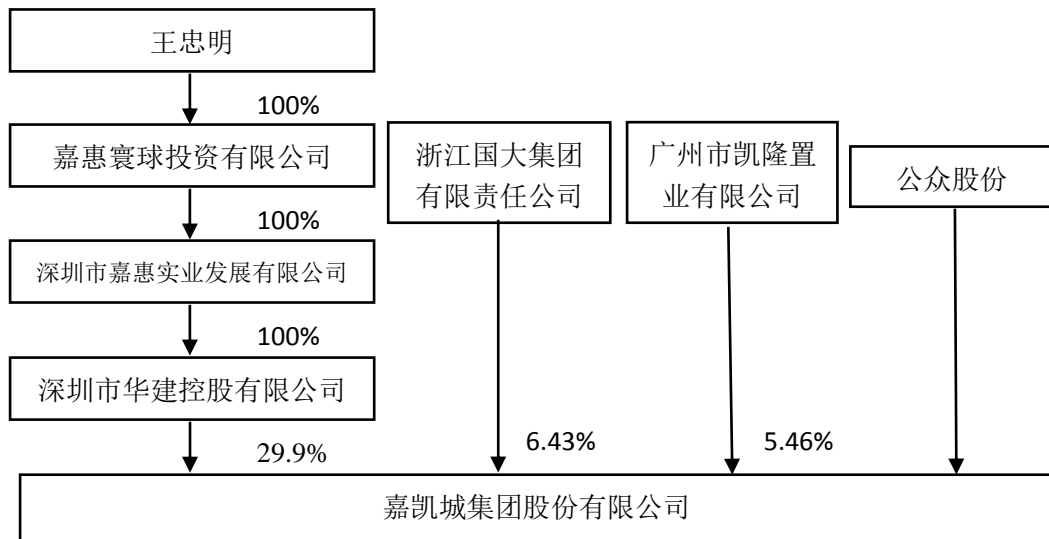 王忠明
100%
嘉惠寰球投资有限公司
浙江国大集团
有限责任公司
广州市凯隆置
业有限公司
公众股份
100%
深圳市嘉惠实业发展有限公司
100%
深圳市华建控股有限公司
29.9%
6.43%
5.46%
嘉凯城集团股份有限公司